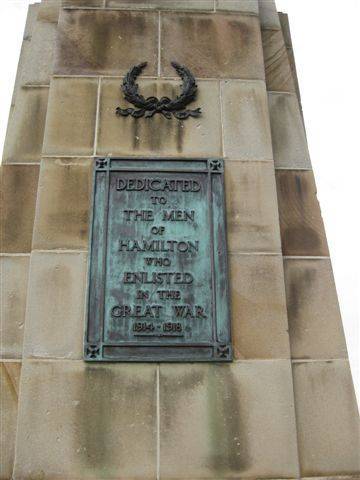 DEDICATED
TO
THE MEN
OF
HAMILTON
WHO
ENLISTED
IN THE
GREAT WAR
1914 - 1918